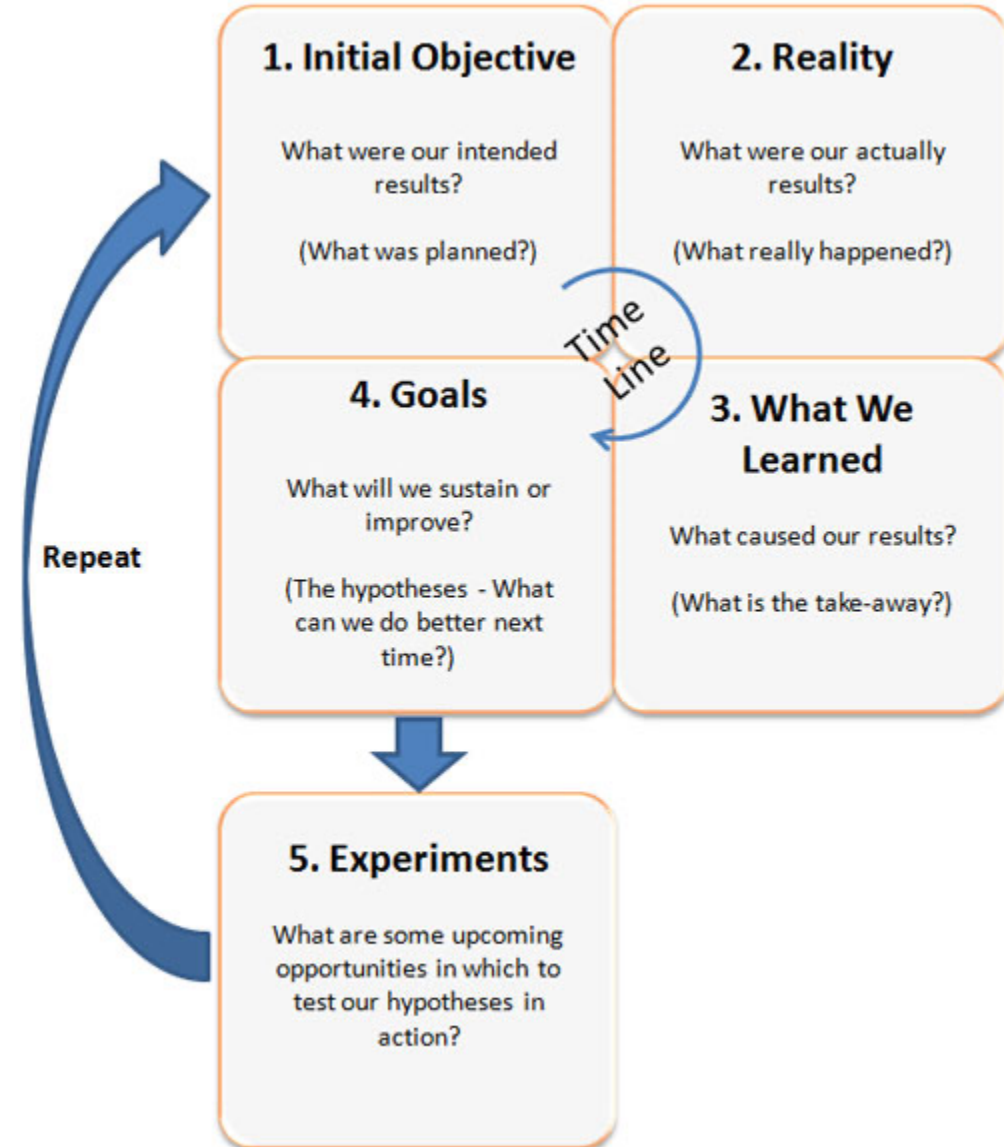 1. Initial Objective
What were our intended
results?
(What was planned?)
2. Reality
What were our actually
results?
(What really happened?)
Time
Line
3. What We
Learned
What caused our results?
(What is the take-away?)
4. Goals
What will we sustain or
improve?
(The hypotheses - What
can we do better next
time?)
Repeat
5. Experiments
What are some upcoming
opportunities in which to
test our hypotheses in
action?